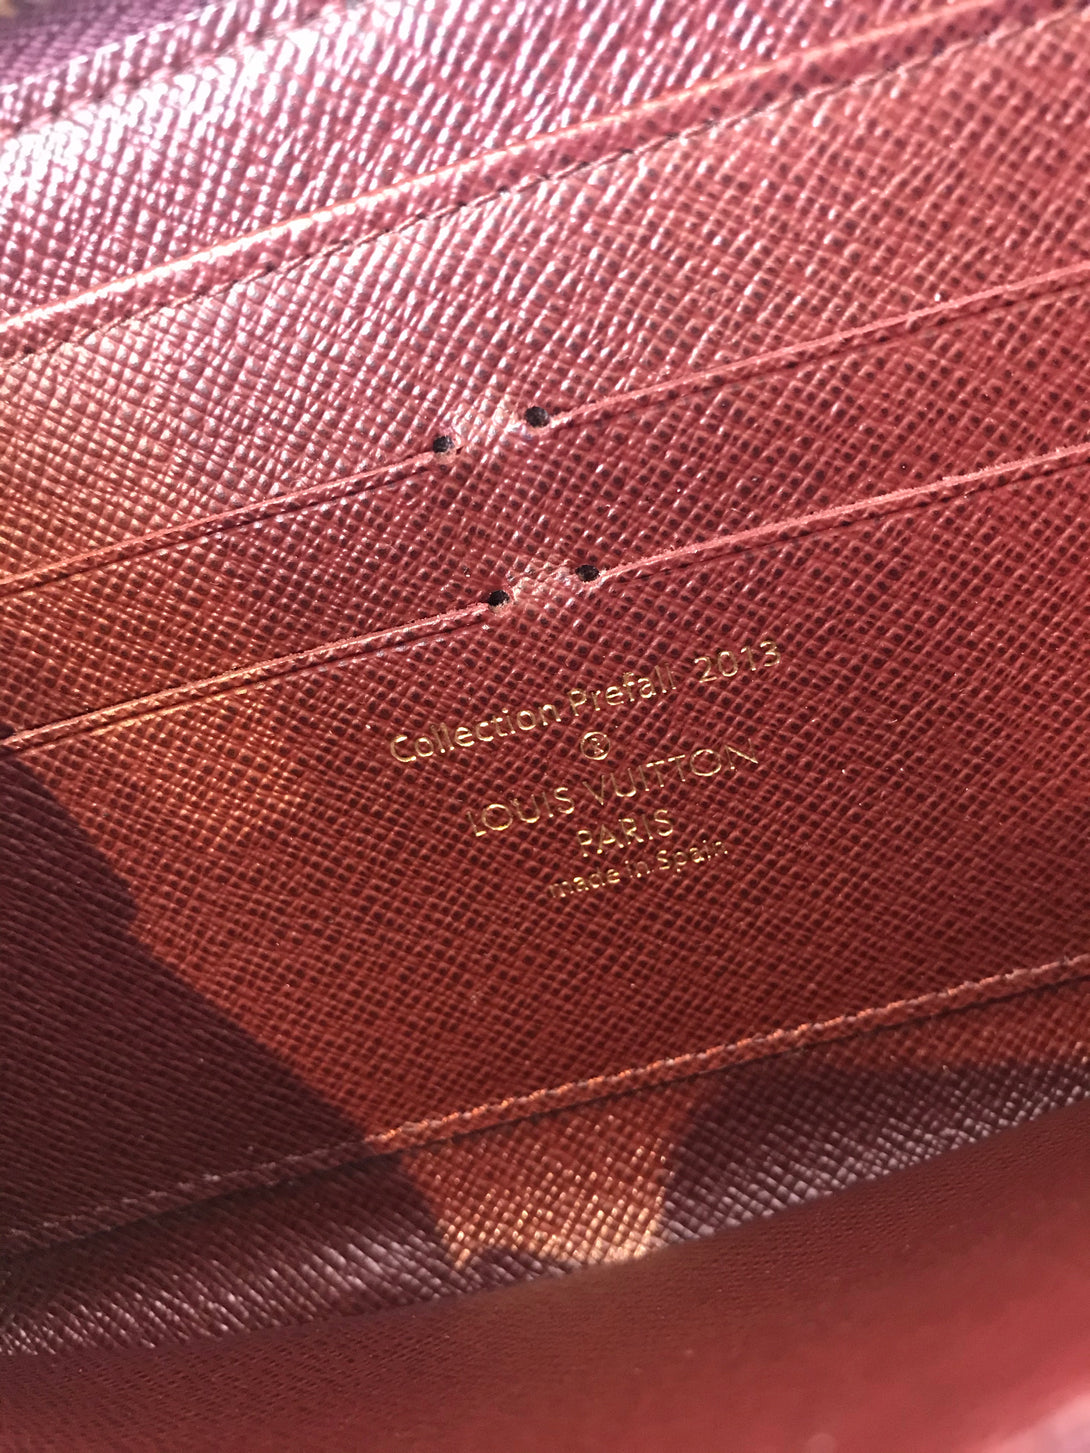 Collection Prefall 2013
®
LOUIS VUITTON
PARIS
made in Spain